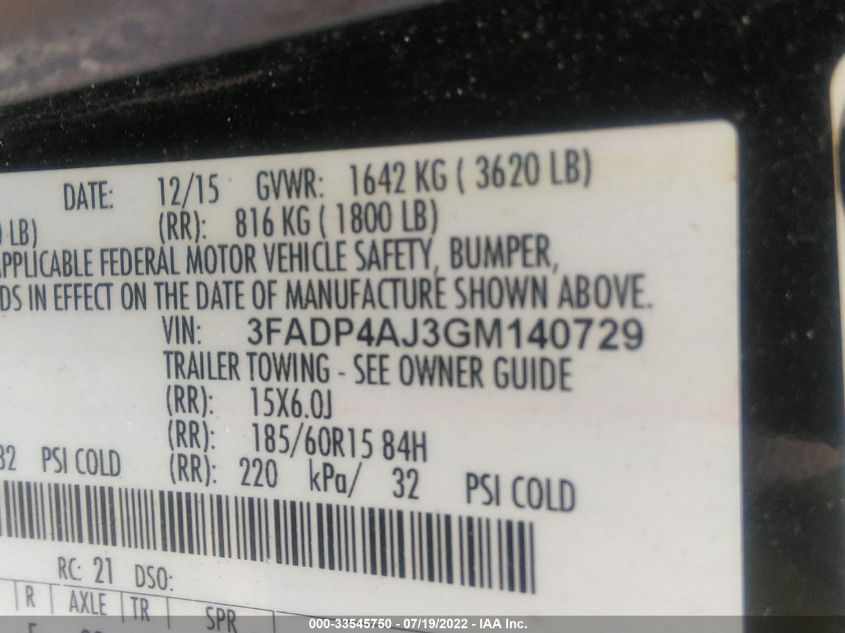 DATE: 12/15 GVWR: 1642 KG ( 3620 LB)
LB) (RR): 816 KG ( 1800 LB)
APPLICABLE FEDERAL MOTOR VEHICLE SAFETY, BUMPER,
DS IN EFFECT ON THE DATE OF MANUFACTURE SHOWN ABOVE.
VIN: 3FADP4AJ3GM140729
TRAILER TOWING - SEE OWNER GUIDE
(RR): 15X6.0J
(RR): 185/60R15 84H
32 PSI COLD (RR): 220 kPa/ 32 PSI COLD
RC: 21 DSO:
R AXLE TR SPR
000-33545750 - 07/19/2022 - IAA Inc.